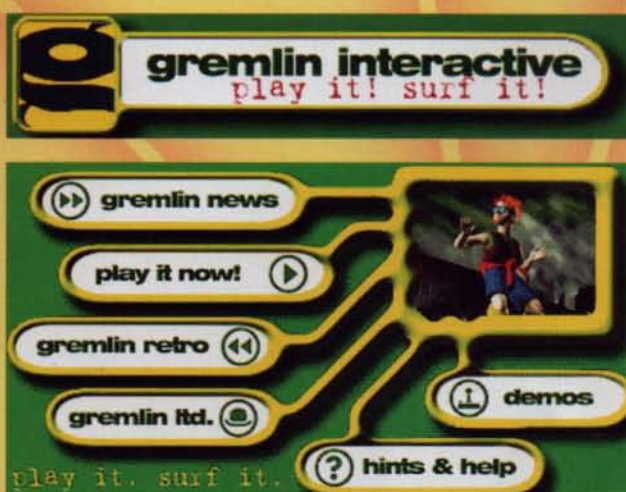 gremlin interactive
play it! surf it!
gremlin news
play it now!
gremlin retro
gremlin ltd.
demos
hints & help
play it. surf it.